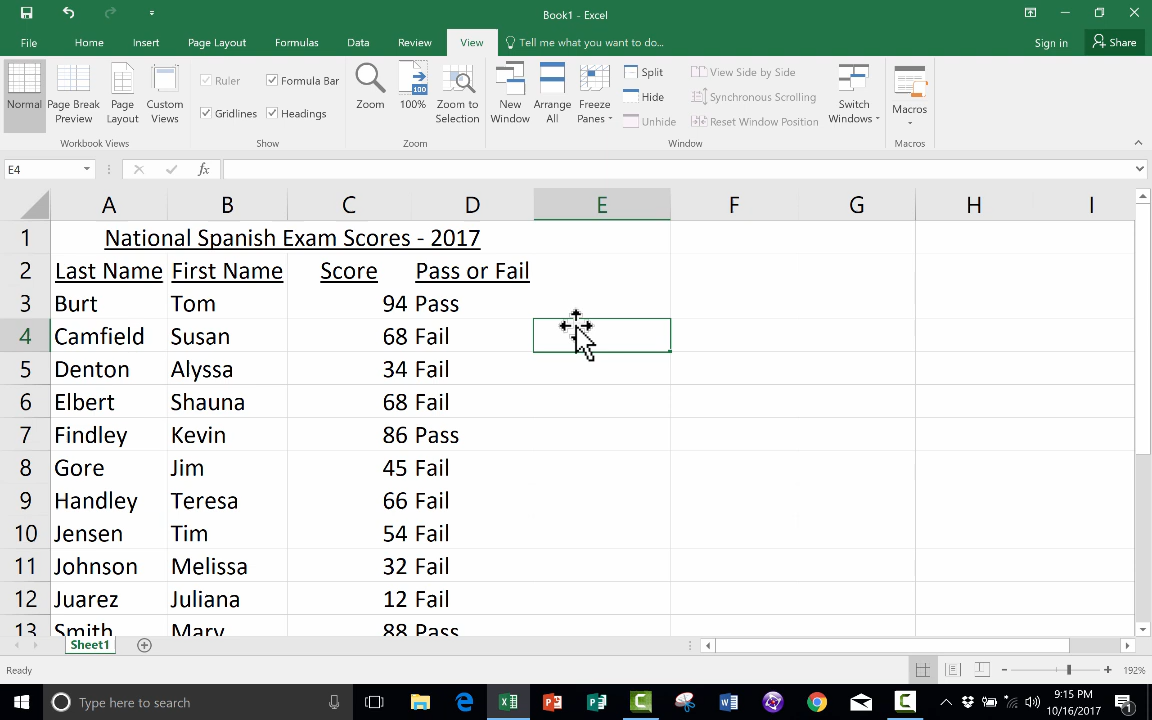 Book1 - Excel
File Home Insert Page Layout Formulas Data Review View Tell me what you want to do... Sign in Share
Normal Page Break Preview Page Layout Custom Views
Workbook Views
Ruler Formula Bar
Gridlines Headings
Show
Zoom 100% Zoom to Selection
Zoom
New Window Arrange All Freeze Panes
Split
Hide
Unhide
View Side by Side
Synchronous Scrolling
Reset Window Position
Switch Windows
Window
Macros
Macros
E4 fx
A B C D E F G H I
1 National Spanish Exam Scores - 2017
2 Last Name First Name Score Pass or Fail
3 Burt Tom 94 Pass
4 Camfield Susan 68 Fail
5 Denton Alyssa 34 Fail
6 Elbert Shauna 68 Fail
7 Findley Kevin 86 Pass
8 Gore Jim 45 Fail
9 Handley Teresa 66 Fail
10 Jensen Tim 54 Fail
11 Johnson Melissa 32 Fail
12 Juarez Juliana 12 Fail
13 Smith Mary 88 Pass
Sheet1
Ready 192%
Type here to search 9:15 PM
10/16/2017